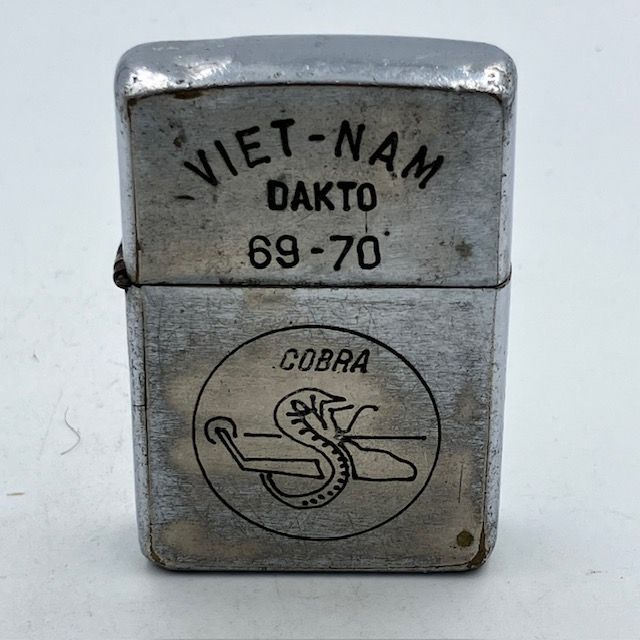 VIET-NAM
DAKTO
69-70
COBRA